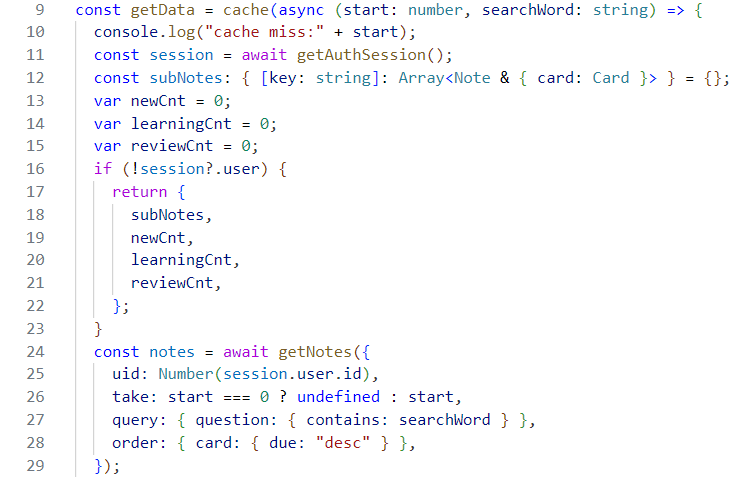 9 const getData = cache(async (start: number, searchWord: string) => {
10 console.log("cache miss:" + start);
11 const session = await getAuthSession();
12 const subNotes: { [key: string]: Array<Note & { card: Card }> } = {};
13 var newCnt = 0;
14 var learningCnt = 0;
15 var reviewCnt = 0;
16 if (!session?.user) {
17 return {
18 subNotes,
19 newCnt,
20 learningCnt,
21 reviewCnt,
22 };
23 }
24 const notes = await getNotes({
25 uid: Number(session.user.id),
26 take: start === 0 ? undefined : start,
27 query: { question: { contains: searchWord } },
28 order: { card: { due: "desc" } },
29 });